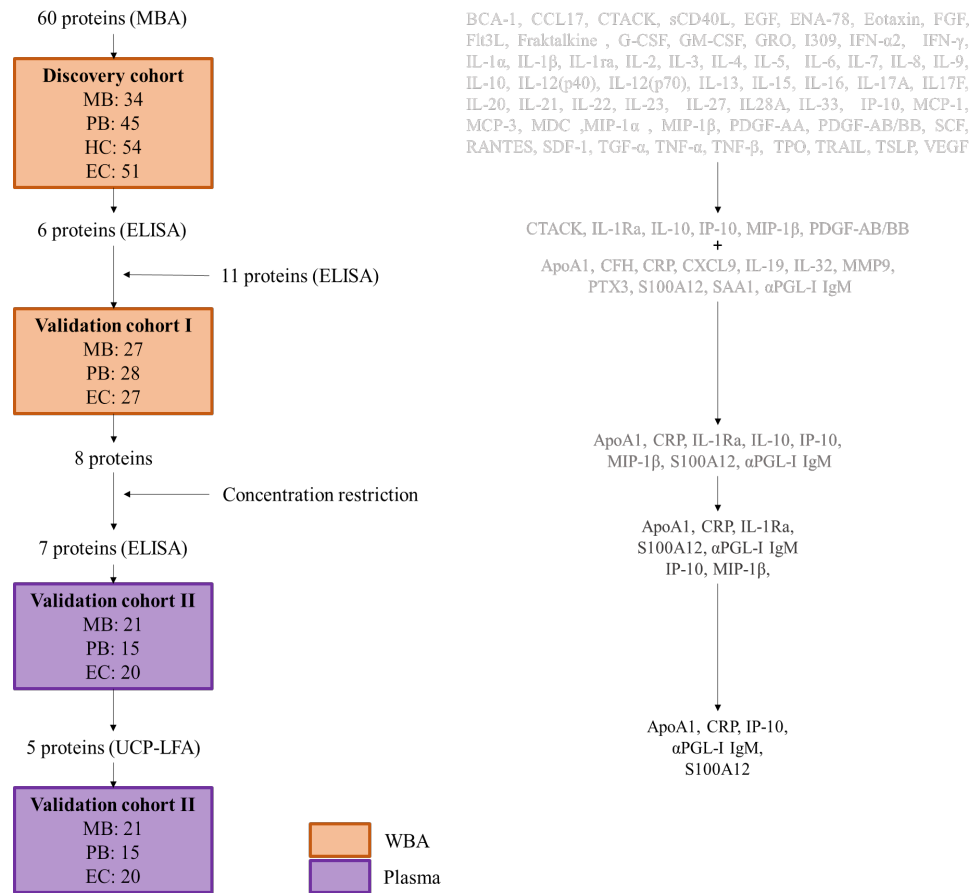 60 proteins (MBA)
Discovery cohort
MB: 34
PB: 45
HC: 54
EC: 51
6 proteins (ELISA)
11 proteins (ELISA)
Validation cohort I
MB: 27
PB: 28
EC: 27
8 proteins
Concentration restriction
7 proteins (ELISA)
Validation cohort II
MB: 21
PB: 15
EC: 20
5 proteins (UCP-LFA)
Validation cohort II
MB: 21
PB: 15
EC: 20
WBA
Plasma
BCA-1, CCL17, CTACK, sCD40L, EGF, ENA-78, Eotaxin, FGF,
Flt3L, Fraktalkine , G-CSF, GM-CSF, GRO, I309, IFN-α2, IFN-γ,
IL-1α, IL-1β, IL-1ra, IL-2, IL-3, IL-4, IL-5, IL-6, IL-7, IL-8, IL-9,
IL-10, IL-12(p40), IL-12(p70), IL-13, IL-15, IL-16, IL-17A, IL17F,
IL-20, IL-21, IL-22, IL-23, IL-27, IL28A, IL-33, IP-10, MCP-1,
MCP-3, MDC ,MIP-1α , MIP-1β, PDGF-AA, PDGF-AB/BB, SCF,
RANTES, SDF-1, TGF-α, TNF-α, TNF-β, TPO, TRAIL, TSLP, VEGF
CTACK, IL-1Ra, IL-10, IP-10, MIP-1β, PDGF-AB/BB
+
ApoA1, CFH, CRP, CXCL9, IL-19, IL-32, MMP9,
PTX3, S100A12, SAA1, αPGL-I IgM
ApoA1, CRP, IL-1Ra, IL-10, IP-10,
MIP-1β, S100A12, αPGL-I IgM
ApoA1, CRP, IL-1Ra,
S100A12, αPGL-I IgM
IP-10, MIP-1β,
ApoA1, CRP, IP-10,
αPGL-I IgM,
S100A12